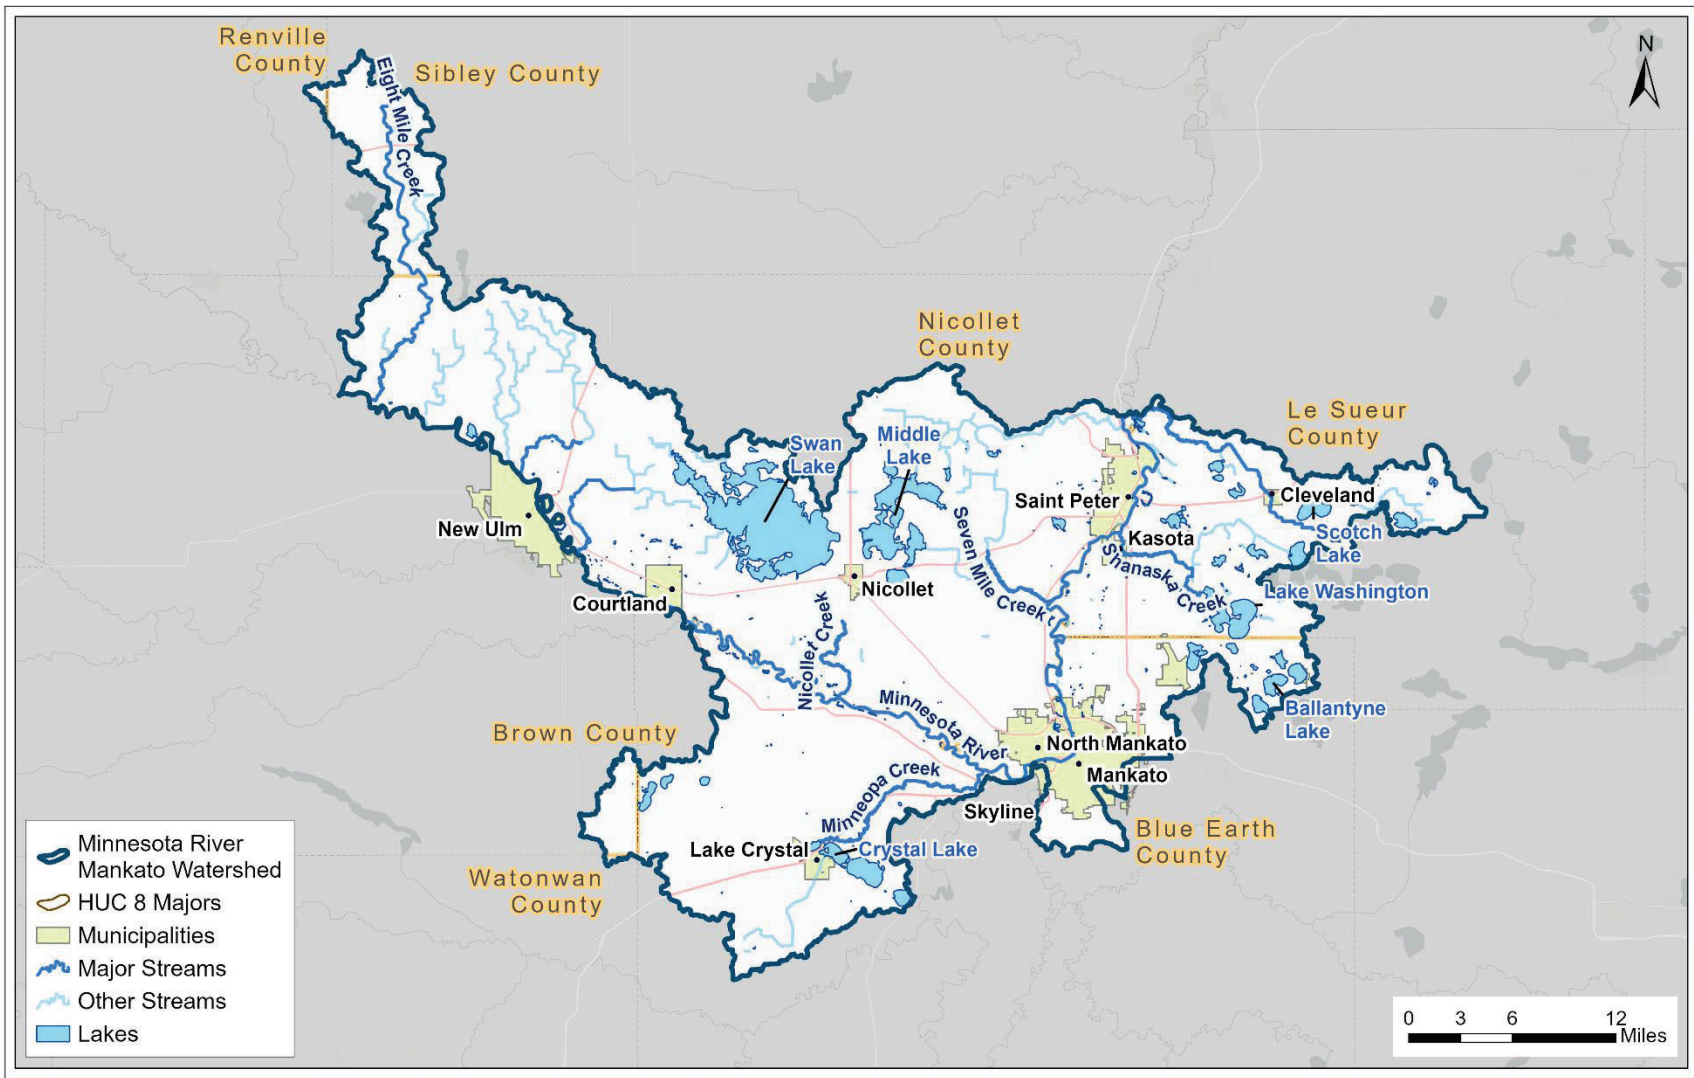 Renville
County
Sibley County
Eight Mile Creek
N
Nicollet
County
Le Sueur
County
Swan
Lake
Middle
Lake
Saint Peter
Cleveland
New Ulm
Seven Mile Creek
Kasota
Scotch
Lake
Shanaska Creek
Lake Washington
Courtland
Nicollet
Nicollet Creek
Minnesota River
Ballantyne
Lake
Brown County
North Mankato
Mankato
Minneopa Creek
Skyline
Blue Earth
County
Lake Crystal
Crystal Lake
Watonwan
County
Minnesota River
Mankato Watershed
HUC 8 Majors
Municipalities
Major Streams
Other Streams
Lakes
0 3 6 12
Miles